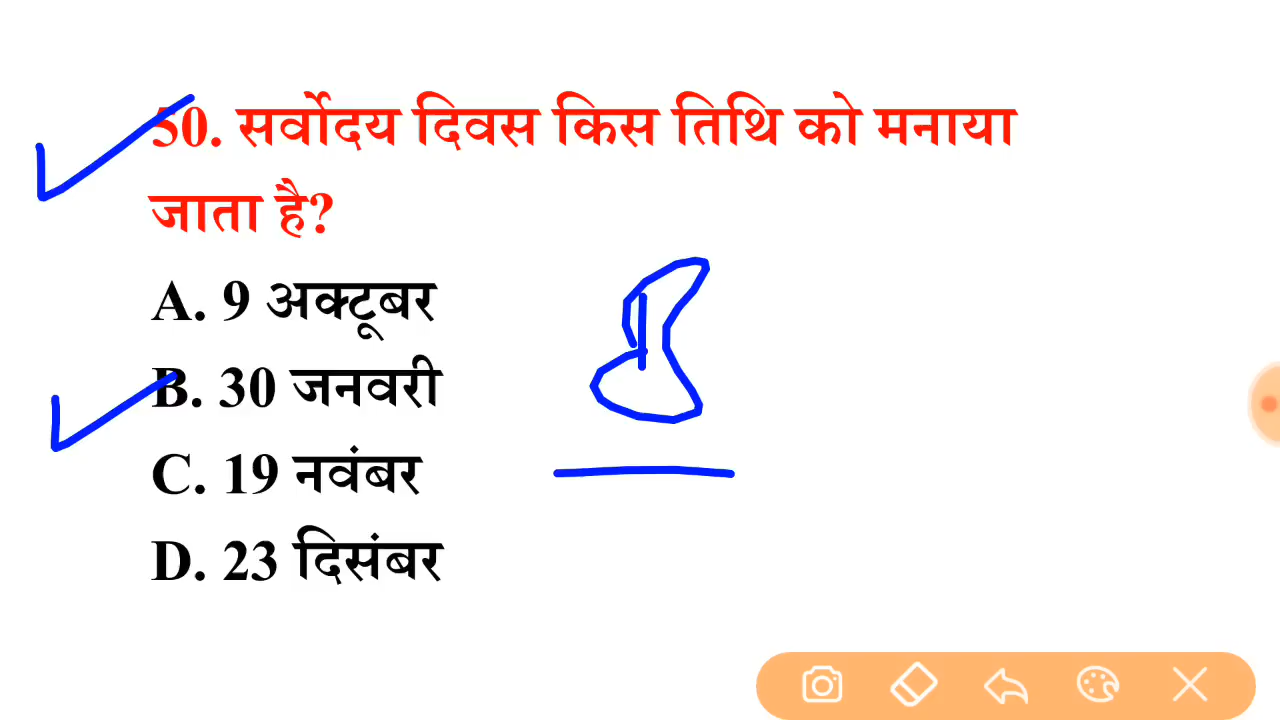 50. सर्वोदय दिवस किस तिथि को मनाया
जाता है?
A. 9 अक्टूबर
B. 30 जनवरी
C. 19 नवंबर
D. 23 दिसंबर